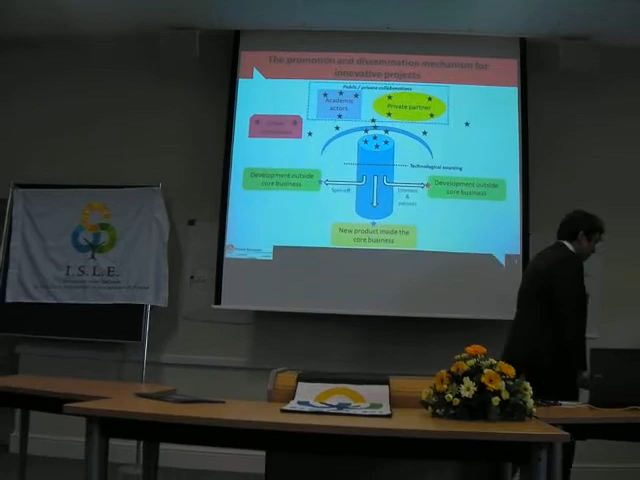 The promotion and dissemination mechanism for
innovative projects
Public / private collaborations
Academic
actors
Private partner
Technological sourcing
Development outside
core business
Spin-off
Licenses
&
patents
Development outside
core business
New product inside the
core business
I.S.L.E.